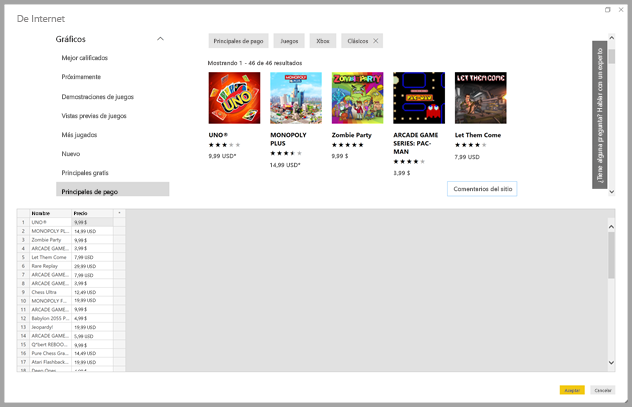 De Internet
Gráficos
Mejor calificados
Próximamente
Demostraciones de juegos
Vistas previas de juegos
Más jugados
Nuevo
Principales gratis
Principales de pago
Principales de pago Juegos Xbos Clásicos
Mostrando 1 - 46 de 46 resultados
UNO®
9,99 USD*
MONOPOLY
PLUS
14,99 USD*
Zombie Party
9,99 $
ARCADE GAME
SERIES: PAC-
MAN
3,99 $
Let Them Come
7,99 USD
Comentarios del sitio
¿Tiene alguna pregunta? Hablar con un experto
Nombre Precio
1 UNO® 9,99 $
2 MONOPOLY PL... 14,99 USD
3 Zombie Party 9,99 $
4 ARCADE GAME... 3,99 $
5 Let Them Come 7,99 USD
6 Rare Replay 29,99 USD
7 ARCADE GAME... 7,99 USD
8 ARCADE GAME... 3,99 $
9 Chess Ultra 12,49 USD
10 MONOPOLY F... 19,99 USD
11 ARCADE GAME... 9,99 $
12 Babylon 2055 P... 4,99 $
13 Jeopardy! 19,99 USD
14 ARCADE GAME... 5,99 USD
15 Q*bert REBOO... 9,99 $
16 Pure Chess Gra... 14,49 USD
17 Atari Flashback... 19,99 USD
18
Aceptar
Cancelar